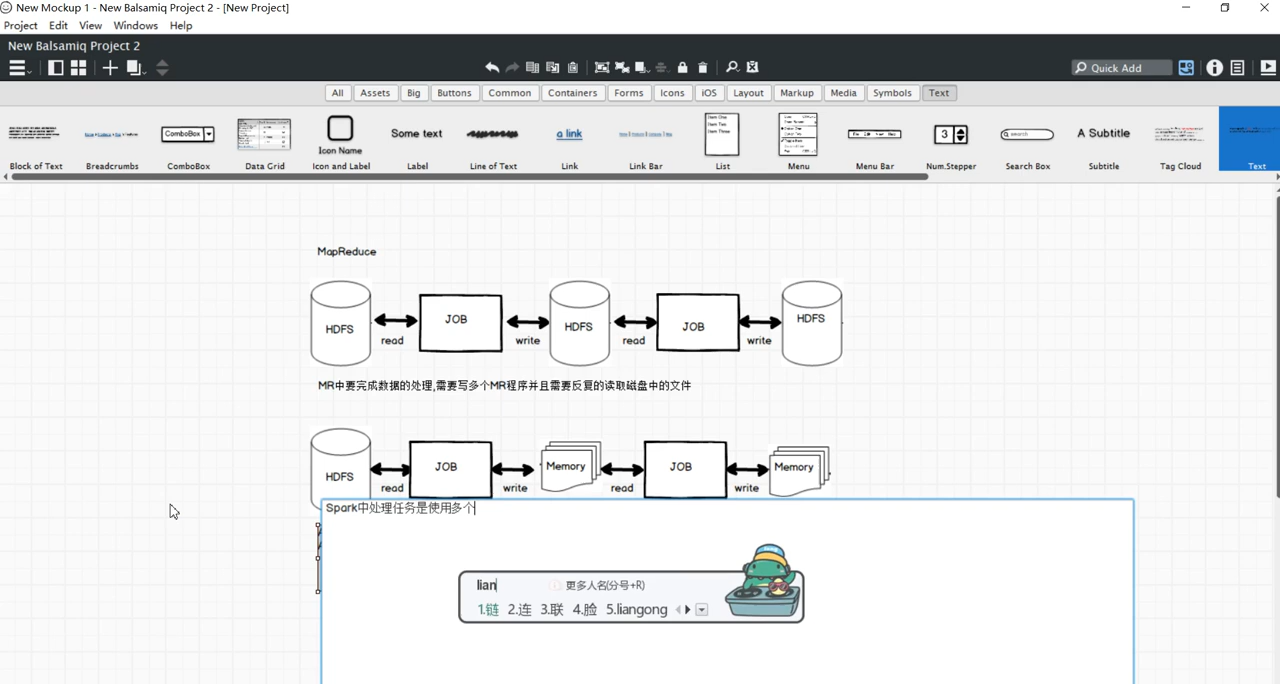 New Mockup 1 - New Balsamiq Project 2 - [New Project]
Project Edit View Windows Help
New Balsamiq Project 2
Quick Add
All Assets Big Buttons Common Containers Forms Icons iOS Layout Markup Media Symbols Text
ComboBox
Icon Name
Some text
a link
Item One
Item Two
Item Three
3
search
A Subtitle
Block of Text Breadcrumbs ComboBox Data Grid Icon and Label Label Line of Text Link Link Bar List Menu Menu Bar Num.Stepper Search Box Subtitle Tag Cloud Text
MapReduce
HDFS JOB HDFS JOB HDFS
read write read write
MR中要完成数据的处理,需要写多个MR程序并且需要反复的读取磁盘中的文件
HDFS JOB Memory JOB Memory
read write read write
Spark中处理任务是使用多个
lian 更多人名(分号+R)
1.链 2.连 3.联 4.脸 5.liangong